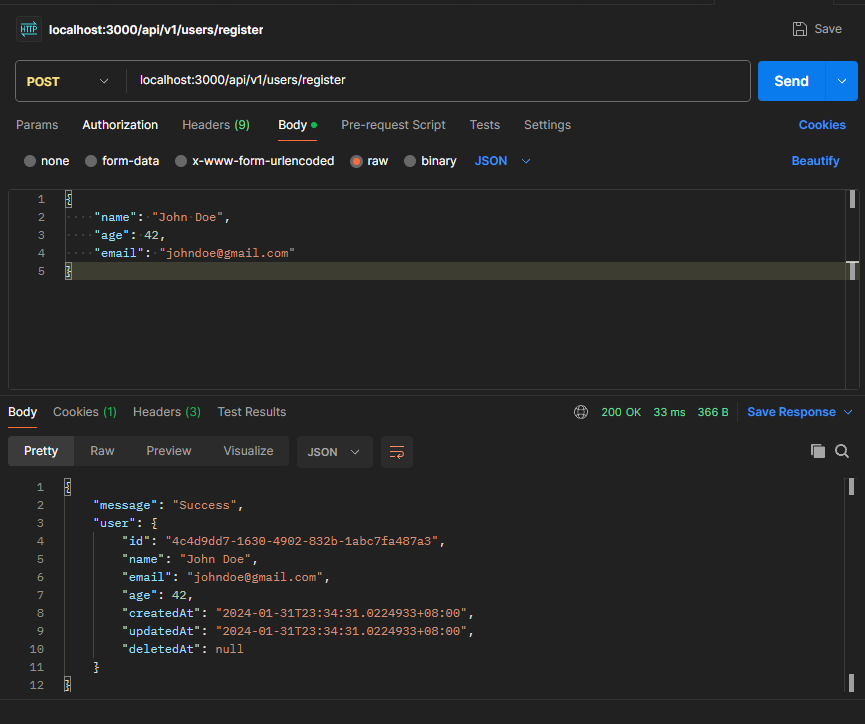 HTTP localhost:3000/api/v1/users/register Save
POST localhost:3000/api/v1/users/register Send
Params Authorization Headers (9) Body Pre-request Script Tests Settings Cookies
none form-data x-www-form-urlencoded raw binary JSON Beautify
1 {
2 ····"name":·"John·Doe",
3 ····"age":·42,
4 ····"email":·"johndoe@gmail.com"
5 }
Body Cookies (1) Headers (3) Test Results 200 OK 33 ms 366 B Save Response
Pretty Raw Preview Visualize JSON
1 {
2 "message": "Success",
3 "user": {
4 "id": "4c4d9dd7-1630-4902-832b-1abc7fa487a3",
5 "name": "John Doe",
6 "email": "johndoe@gmail.com",
7 "age": 42,
8 "createdAt": "2024-01-31T23:34:31.0224933+08:00",
9 "updatedAt": "2024-01-31T23:34:31.0224933+08:00",
10 "deletedAt": null
11 }
12 }